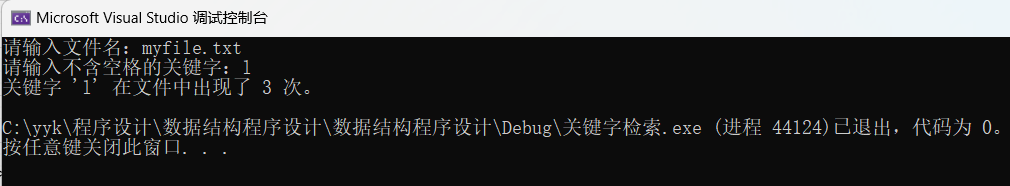 Microsoft Visual Studio 调试控制台
请输入文件名：myfile.txt
请输入不含空格的关键字：l
关键字 'l' 在文件中出现了 3 次。
C:\yyk\程序设计\数据结构程序设计\数据结构程序设计\Debug\关键字检索.exe (进程 44124)已退出，代码为 0。
按任意键关闭此窗口. . .